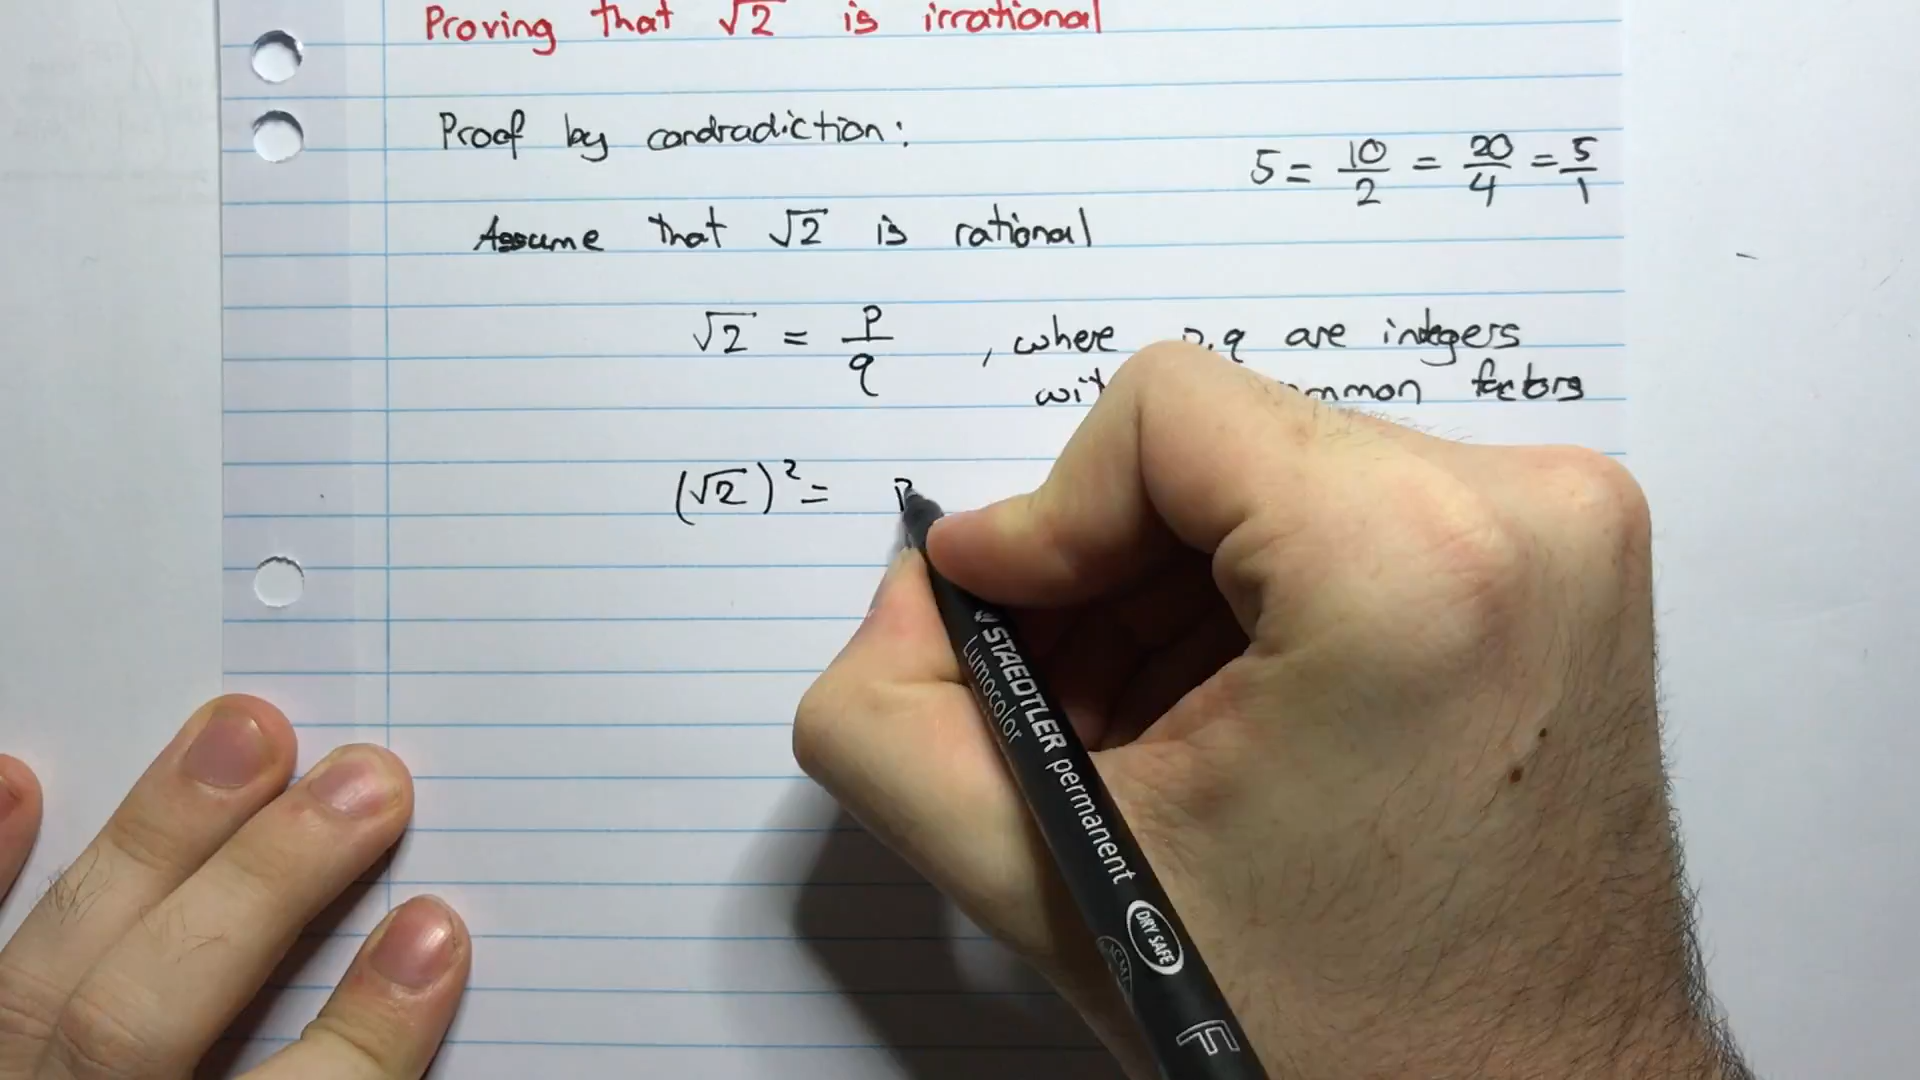 Proving that √2 is irrational
Proof by condradiction:
5 = 10/2 = 20/4 = 5/1
Assume that √2 is rational
√2 = p/q , where p,q are integers
common factors
(√2)² = p
STAEDTLER permanent
Lumocolor
DRY SAFE
F